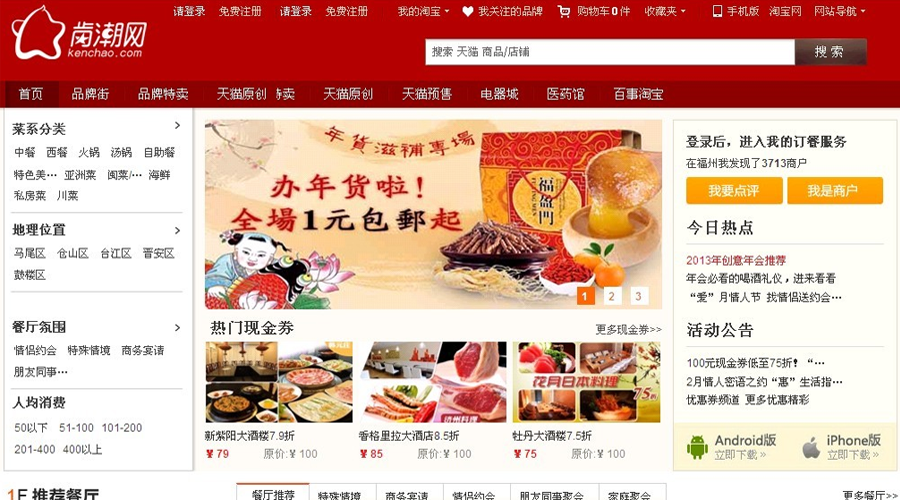 请登录 免费注册 请登录 免费注册 我的淘宝 我关注的品牌 购物车0件 收藏夹 手机版 淘宝网 网站导航
肯潮网
kenchao.com
搜索 天猫 商品/店铺 搜 索
首页 品牌街 品牌特卖 天猫原创 特卖 天猫原创 天猫预售 电器城 医药馆 百事淘宝
菜系分类 >
中餐 西餐 火锅 汤锅 自助餐
特色美… 亚洲菜 闽菜/… 海鲜
私房菜 川菜
地理位置 >
马尾区 仓山区 台江区 晋安区
鼓楼区
餐厅氛围 >
情侣约会 特殊情境 商务宴请
朋友同事…
人均消费
50以下 51-100 101-200
201-400 400以上
年货滋補專場
办年货啦！
全場1元包郵起
福盈門
1 2 3
热门现金券 更多现金券>>
花月日本料理
75折
新紫阳大酒楼7.9折
¥ 79 原价:¥ 100
香格里拉大酒店8.5折
¥ 85 原价:¥ 100
牡丹大酒楼7.5折
¥ 75 原价:¥ 100
登录后，进入我的订餐服务
在福州我发现了3713商户
我要点评 我是商户
今日热点
2013年创意年会推荐
年会必看的喝酒礼仪，进来看看
“爱”月情人节 找情侣送约会…
活动公告
100元现金券低至75折！“…
2月情人密语之约“惠”生活指…
优惠券频道 更多优惠精彩
Android版
立即下载 »
iPhone版
立即下载 »
1F 推荐餐厅 餐厅推荐 特殊情境 商务宴请 情侣约会 朋友同事聚会 家庭聚会 更多餐厅>>